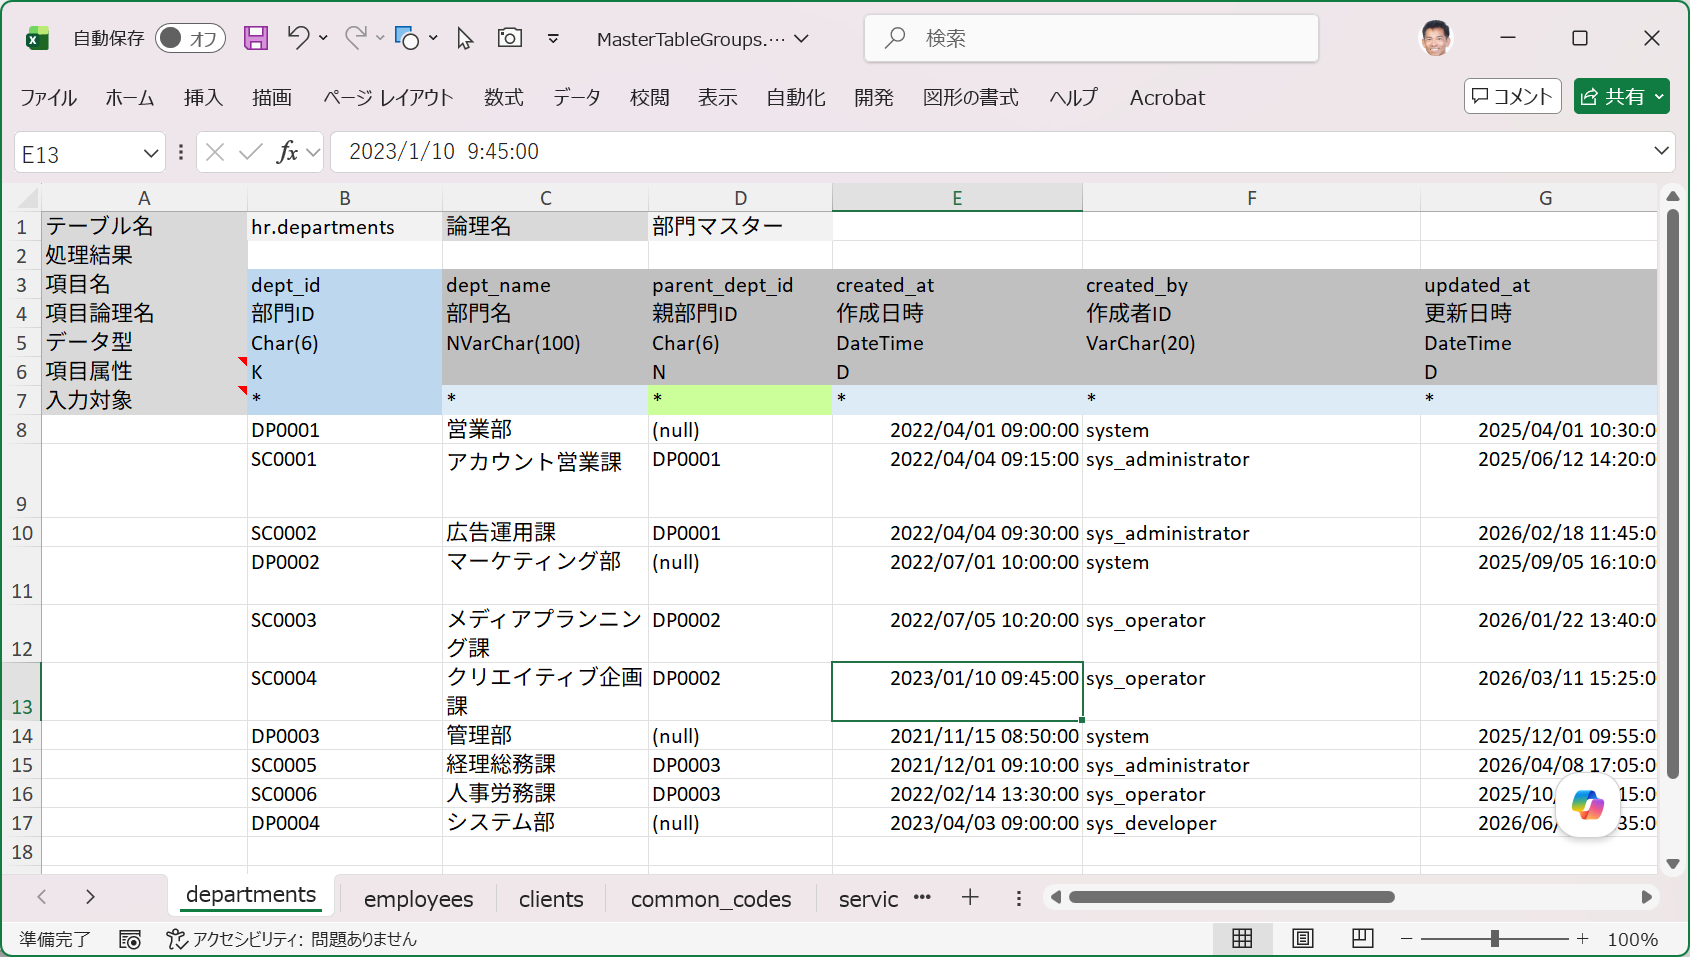 自動保存 オフ MasterTableGroups.… 検索
ファイル ホーム 挿入 描画 ページ レイアウト 数式 データ 校閲 表示 自動化 開発 図形の書式 ヘルプ Acrobat コメント 共有
E13 fx 2023/1/10 9:45:00
A B C D E F G
1 テーブル名 hr.departments 論理名 部門マスター
2 処理結果
3 項目名 dept_id dept_name parent_dept_id created_at created_by updated_at
4 項目論理名 部門ID 部門名 親部門ID 作成日時 作成者ID 更新日時
5 データ型 Char(6) NVarChar(100) Char(6) DateTime VarChar(20) DateTime
6 項目属性 K N D D
7 入力対象 * * * * * *
8 DP0001 営業部 (null) 2022/04/01 09:00:00 system 2025/04/01 10:30:0
9 SC0001 アカウント営業課 DP0001 2022/04/04 09:15:00 sys_administrator 2025/06/12 14:20:0
10 SC0002 広告運用課 DP0001 2022/04/04 09:30:00 sys_administrator 2026/02/18 11:45:0
11 DP0002 マーケティング部 (null) 2022/07/01 10:00:00 system 2025/09/05 16:10:0
12 SC0003 メディアプランニン DP0002 2022/07/05 10:20:00 sys_operator 2026/01/22 13:40:0
グ課
13 SC0004 クリエイティブ企画 DP0002 2023/01/10 09:45:00 sys_operator 2026/03/11 15:25:0
課
14 DP0003 管理部 (null) 2021/11/15 08:50:00 system 2025/12/01 09:55:0
15 SC0005 経理総務課 DP0003 2021/12/01 09:10:00 sys_administrator 2026/04/08 17:05:0
16 SC0006 人事労務課 DP0003 2022/02/14 13:30:00 sys_operator 2025/10/ 15:0
17 DP0004 システム部 (null) 2023/04/03 09:00:00 sys_developer 2026/06/ 35:0
18
departments employees clients common_codes servic …
準備完了 アクセシビリティ: 問題ありません 100%